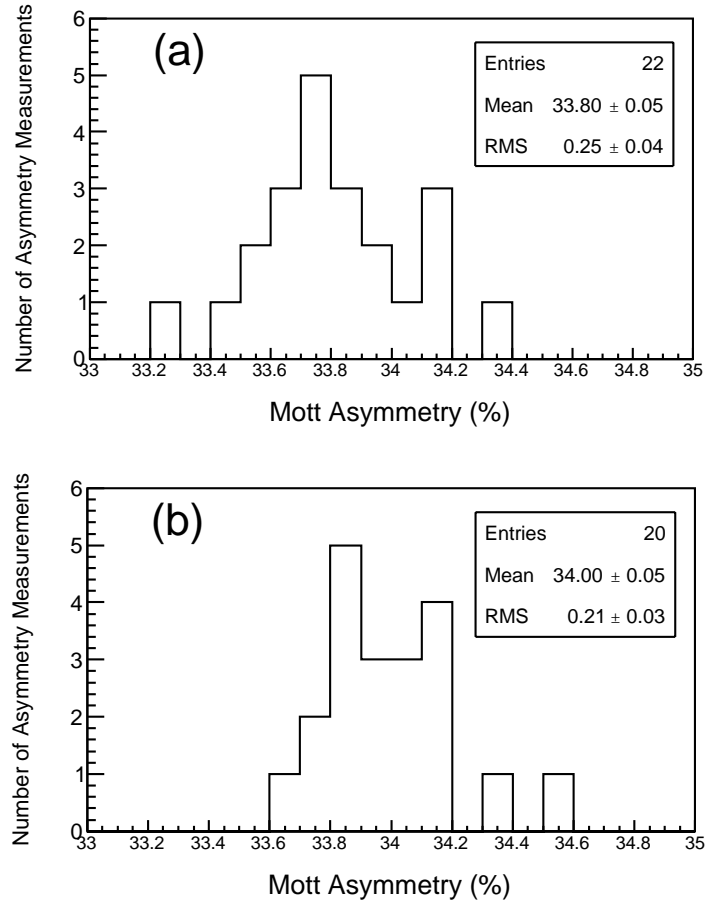 (a)
Entries 22
Mean 33.80 ± 0.05
RMS 0.25 ± 0.04
Number of Asymmetry Measurements
6
5
4
3
2
1
0
33 33.2 33.4 33.6 33.8 34 34.2 34.4 34.6 34.8 35
Mott Asymmetry (%)
(b)
Entries 20
Mean 34.00 ± 0.05
RMS 0.21 ± 0.03
Number of Asymmetry Measurements
6
5
4
3
2
1
0
33 33.2 33.4 33.6 33.8 34 34.2 34.4 34.6 34.8 35
Mott Asymmetry (%)